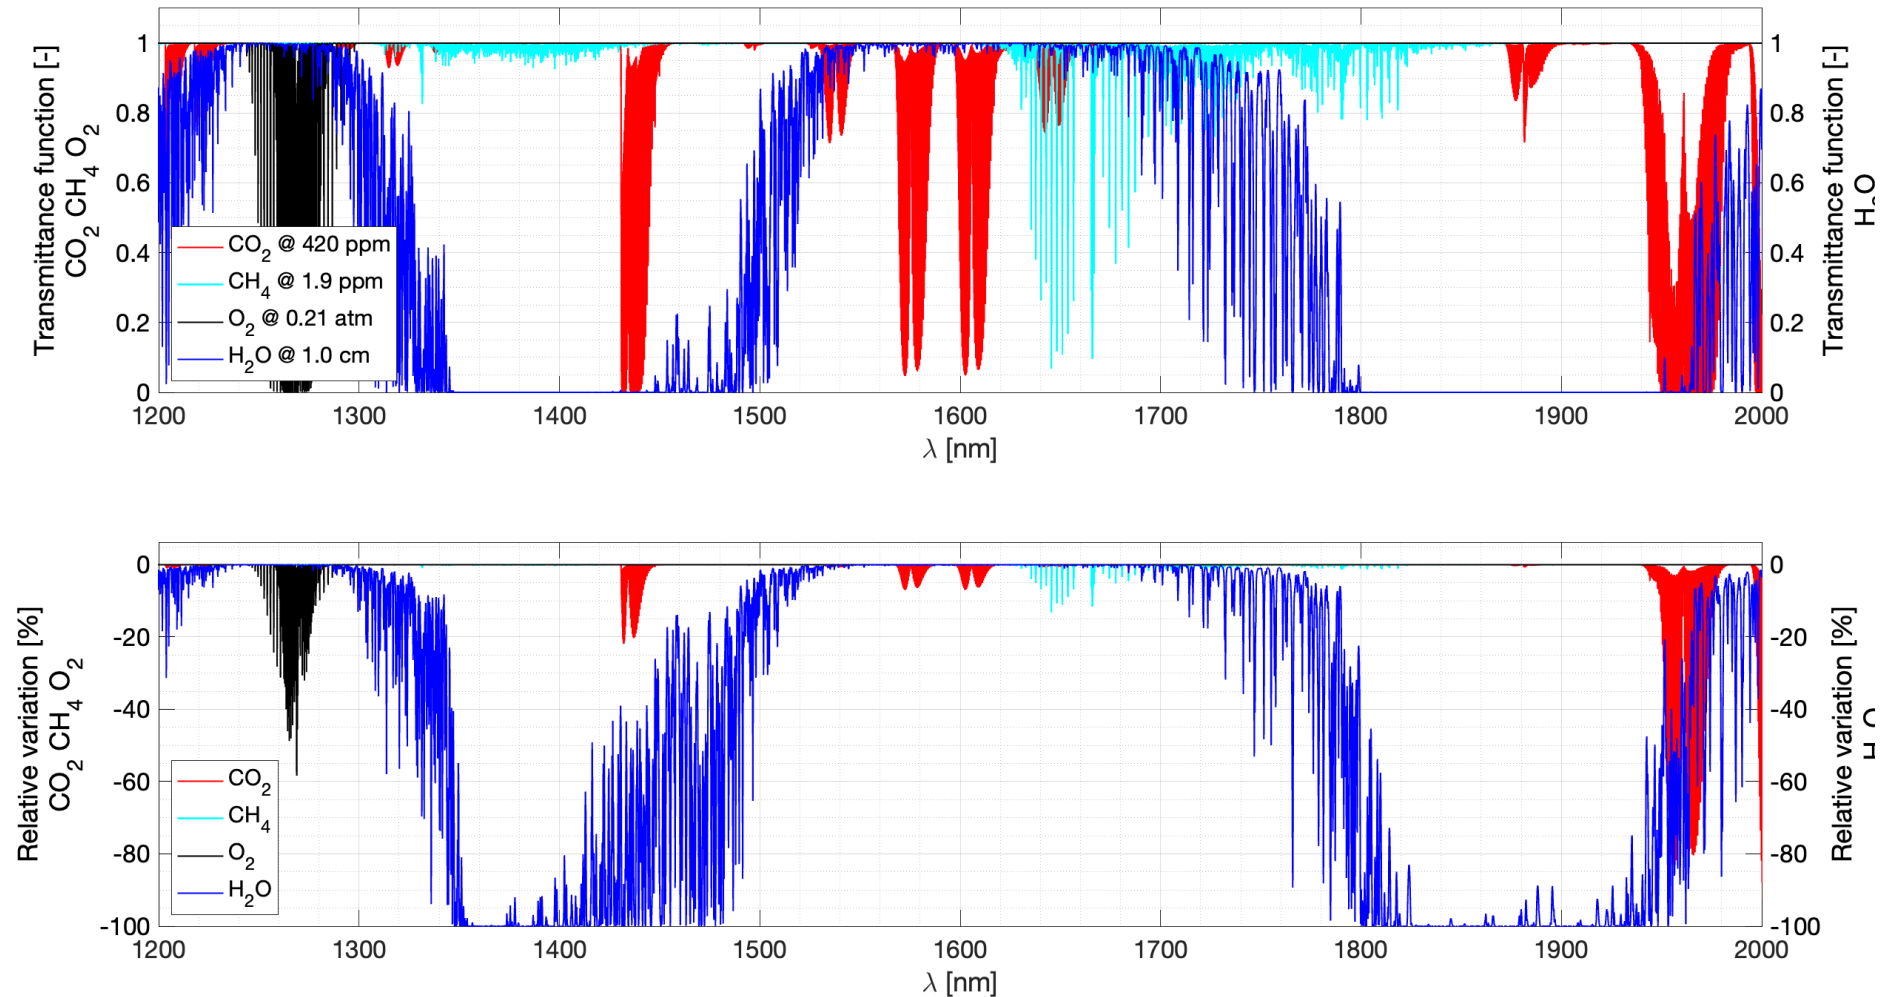 Transmittance function [-]
CO2 CH4 O2
1
0.8
0.6
0.4
0.2
0
CO2 @ 420 ppm
CH4 @ 1.9 ppm
O2 @ 0.21 atm
H2O @ 1.0 cm
1
0.8
0.6
0.4
0.2
0
Transmittance function [-]
H2O
1200 1300 1400 1500 1600 1700 1800 1900 2000
λ [nm]
Relative variation [%]
CO2 CH4 O2
0
-20
-40
-60
-80
-100
CO2
CH4
O2
H2O
0
-20
-40
-60
-80
-100
Relative variation [%]
1200 1300 1400 1500 1600 1700 1800 1900 2000
λ [nm]